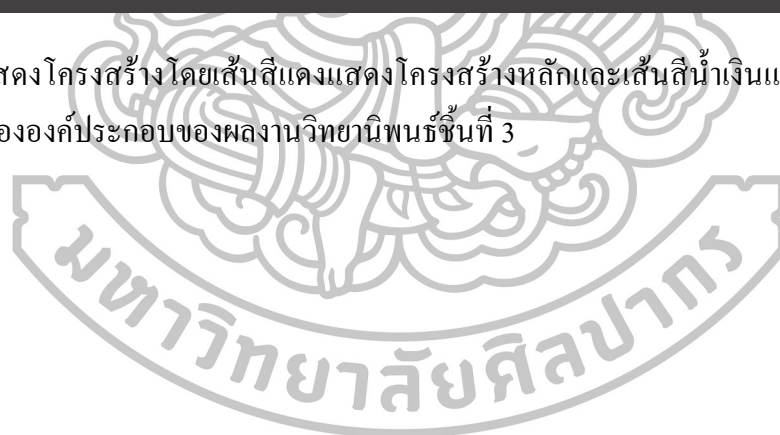 สดงโครงสร้างโดยเส้นสีแดงแสดงโครงสร้างหลักและเส้นสีน้ำเงินแ
ององค์ประกอบของผลงานวิทยานิพนธ์ชิ้นที่ 3
มหาวิทยาลัยศิลปากร